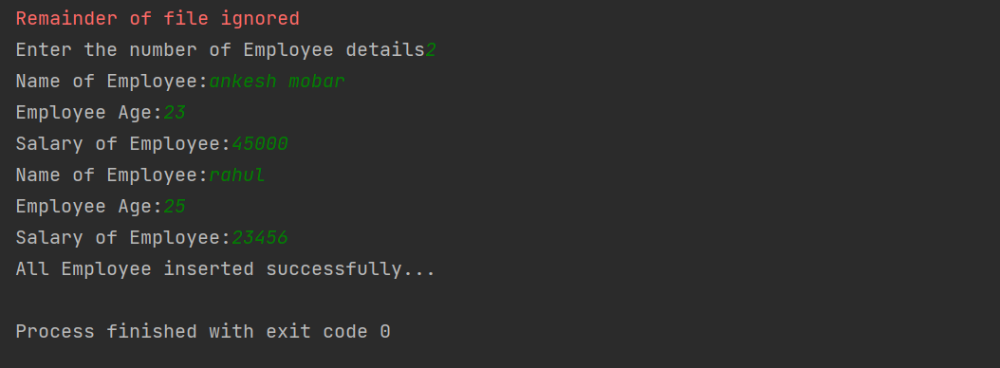 Remainder of file ignored
Enter the number of Employee details2
Name of Employee:ankesh mobar
Employee Age:23
Salary of Employee:45000
Name of Employee:rahul
Employee Age:25
Salary of Employee:23456
All Employee inserted successfully...
Process finished with exit code 0